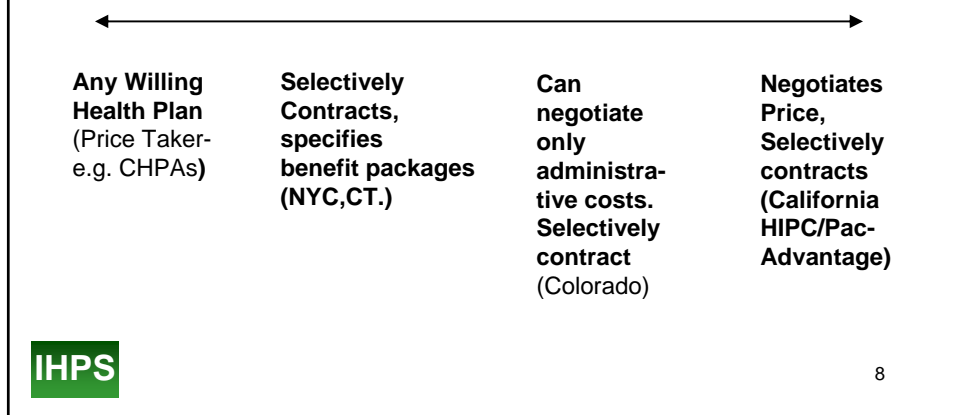 Any Willing
Health Plan
(Price Taker-
e.g. CHPAs)
Selectively
Contracts,
specifies
benefit packages
(NYC,CT.)
Can
negotiate
only
administra-
tive costs.
Selectively
contract
(Colorado)
Negotiates
Price,
Selectively
contracts
(California
HIPC/Pac-
Advantage)
IHPS
8